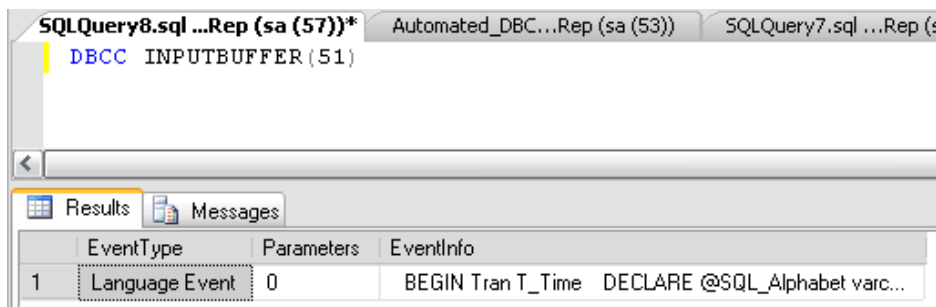 SQLQuery8.sql ...Rep (sa (57))* Automated_DBC...Rep (sa (53)) SQLQuery7.sql ...Rep (s
DBCC INPUTBUFFER(51)
Results Messages
EventType Parameters EventInfo
1 Language Event 0 BEGIN Tran T_Time DECLARE @SQL_Alphabet varc...